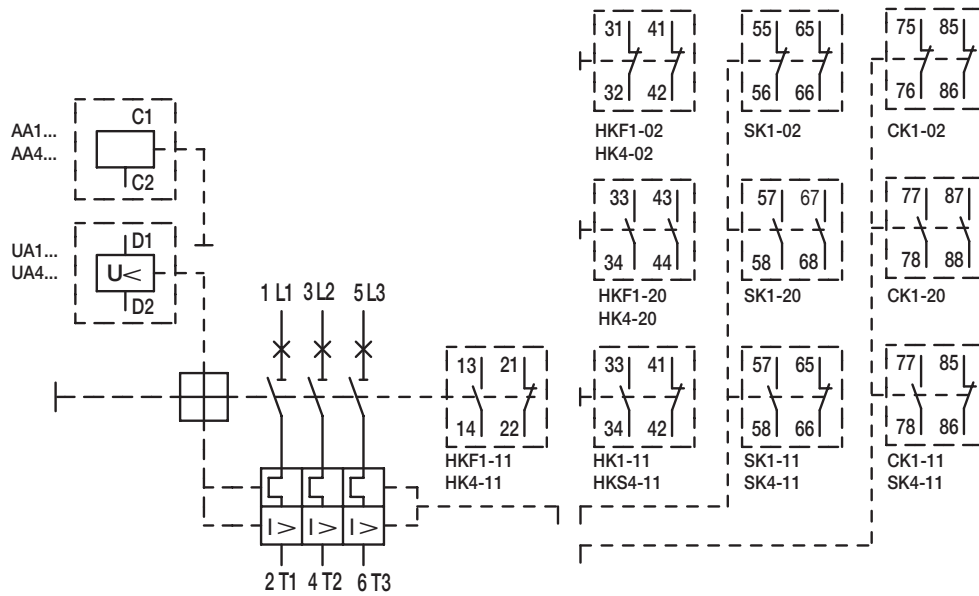 31 41
32 42
HKF1-02
HK4-02
55 65
56 66
SK1-02
75 85
76 86
CK1-02
AA1...
AA4...
C1
C2
UA1...
UA4...
D1
U<
D2
33 43
34 44
HKF1-20
HK4-20
57 67
58 68
SK1-20
77 87
78 88
CK1-20
1 L1 3 L2 5 L3
13 21
14 22
HKF1-11
HK4-11
33 41
34 42
HK1-11
HKS4-11
57 65
58 66
SK1-11
SK4-11
77 85
78 86
CK1-11
SK4-11
I> I> I>
2 T1 4 T2 6 T3